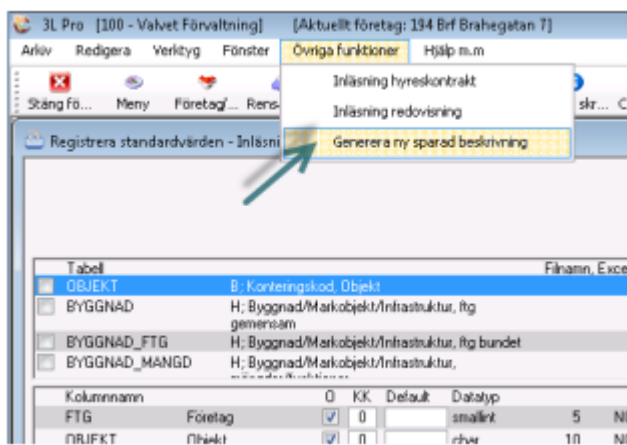 3L Pro [100 - Valvet Förvaltning] [Aktuellt företag: 194 Brf Brahegatan 7]
Arkiv Redigera Verktyg Fönster Övriga funktioner Hjälp m.m
Inläsning hyreskontrakt
Stäng fö... Meny Företag/... Rens skr...
Inläsning redovisning
Registrera standardvärden - Inläsni
Generera ny sparad beskrivning
Tabell Filnamn, Exce
OBJEKT B; Konteringskod, Objekt
BYGGNAD H; Byggnad/Markobjekt/Infrastruktur, ftg
gemensam
BYGGNAD_FTG H; Byggnad/Markobjekt/Infrastruktur, ftg bundet
BYGGNAD_MANGD H; Byggnad/Markobjekt/Infrastruktur,
Kolumnnamn O KK Default Datatyp
FTG Företag 0 smallint 5
OBJEKT Objekt 0 char 10